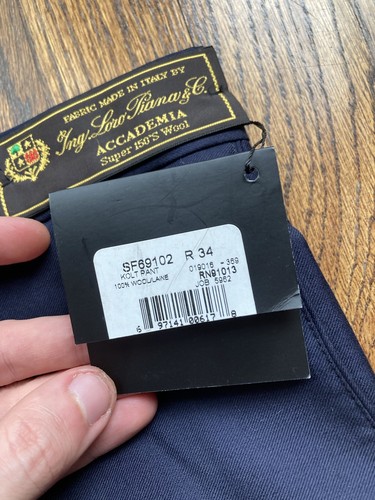 FABRIC MADE IN ITALY BY
Ing. Loro Piana & C.
ACCADEMIA
Super 150'S Wool
SF69102 R 34
KOLT PANT 019015 -369
100% WOOL/LAINE RN91013
JOB 5962
6 97141 00617 8